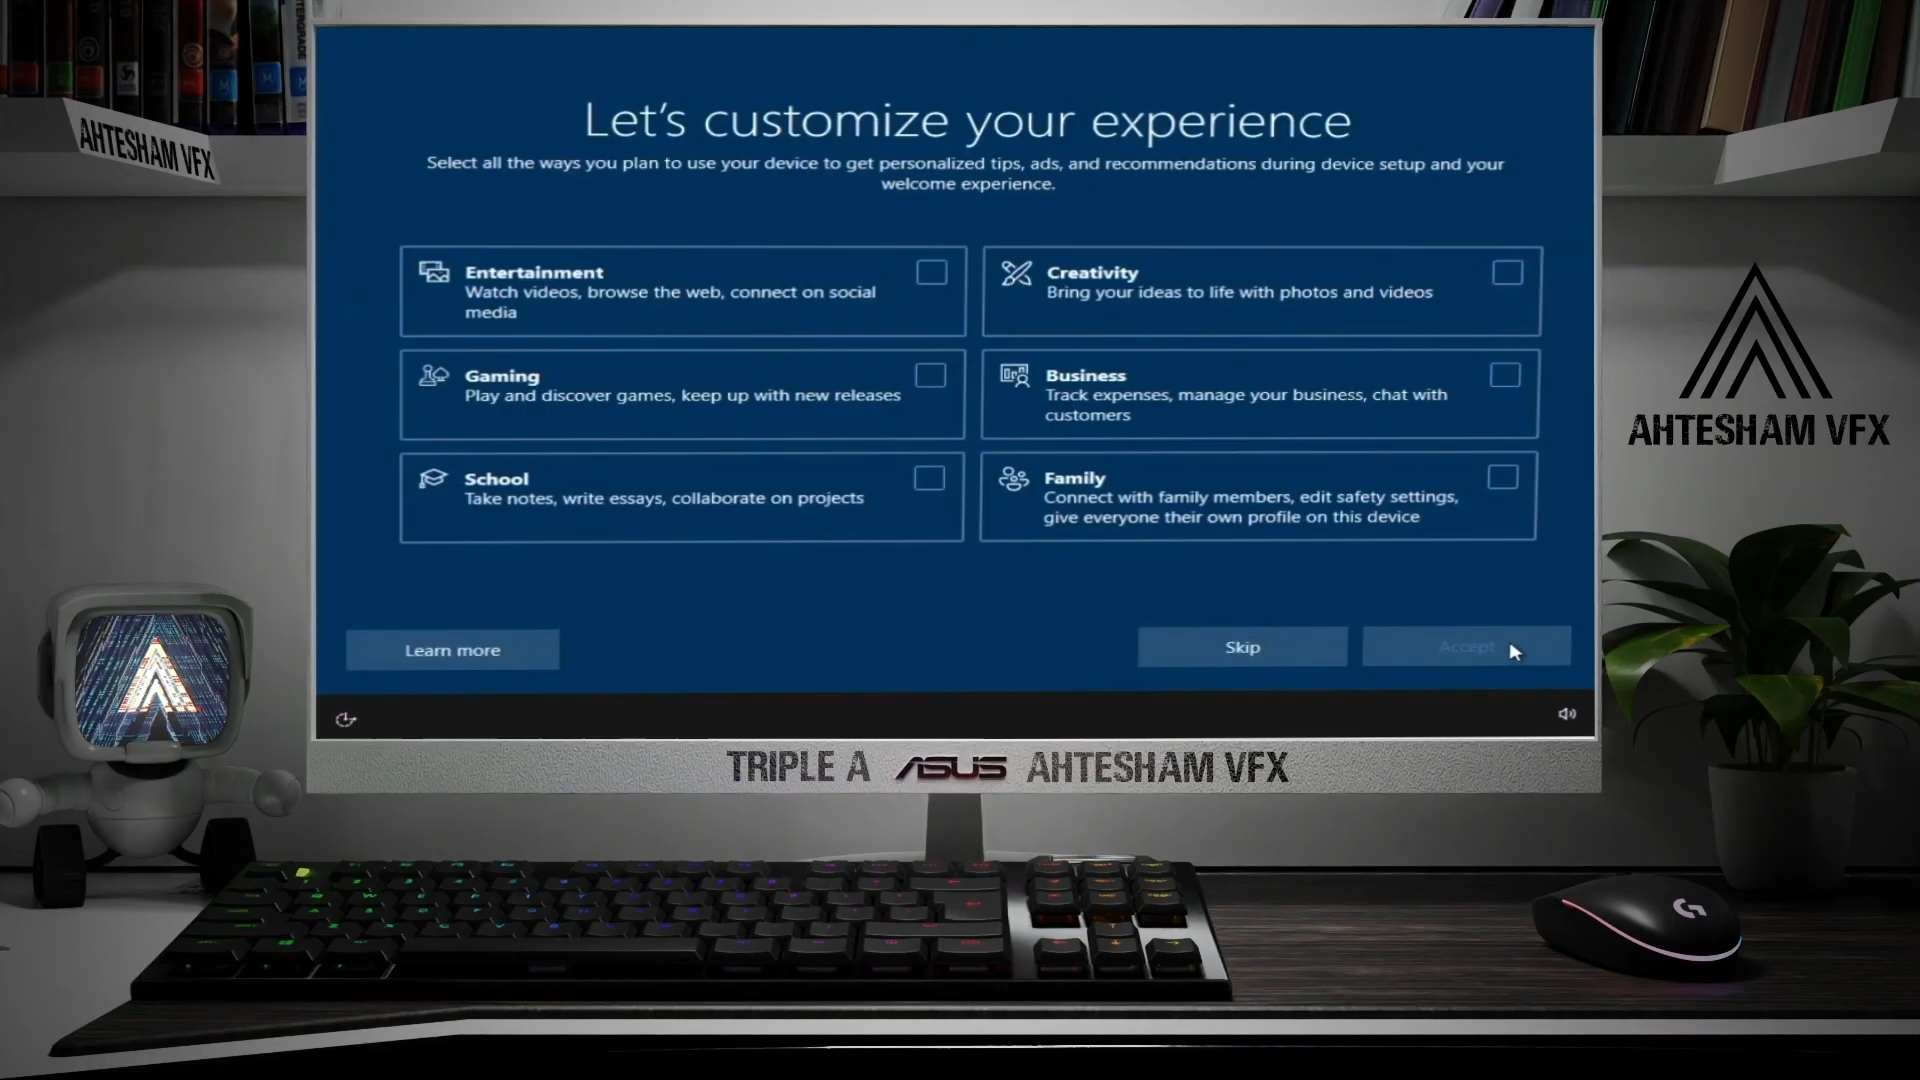 AHTESHAM VFX
Let's customize your experience
Select all the ways you plan to use your device to get personalized tips, ads, and recommendations during device setup and your
welcome experience.
Entertainment
Watch videos, browse the web, connect on social
media
Creativity
Bring your ideas to life with photos and videos
Gaming
Play and discover games, keep up with new releases
Business
Track expenses, manage your business, chat with
customers
School
Take notes, write essays, collaborate on projects
Family
Connect with family members, edit safety settings,
give everyone their own profile on this device
Learn more
Skip
Accept
AHTESHAM VFX
TRIPLE A ASUS AHTESHAM VFX